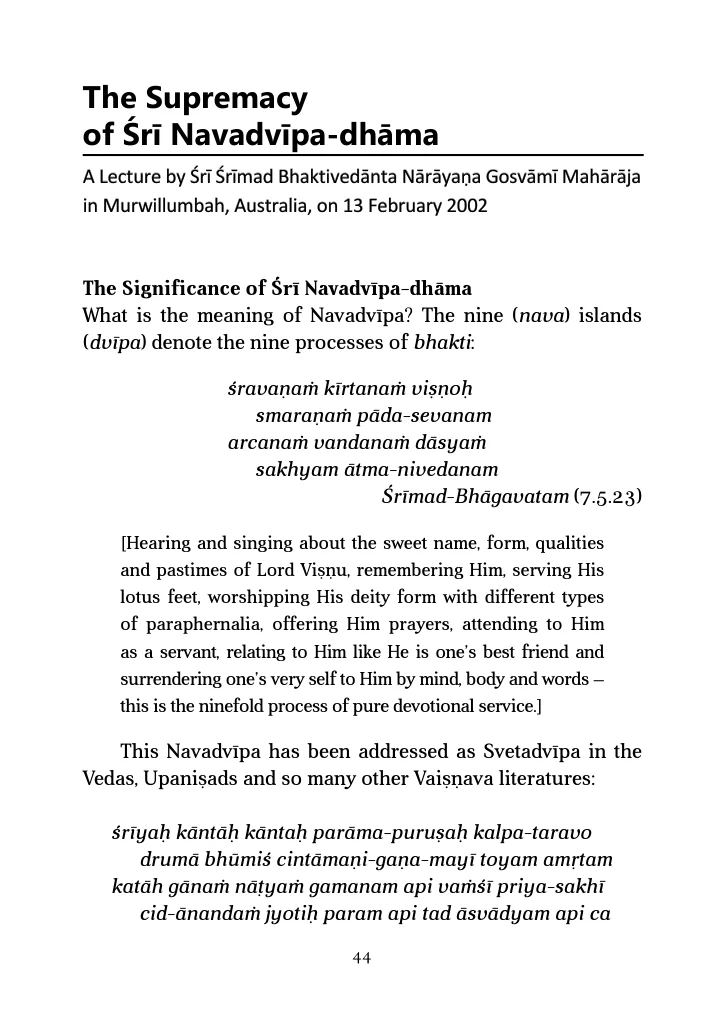 The Supremacy
of Śrī Navadvīpa-dhāma
A Lecture by Śrī Śrīmad Bhaktivedānta Nārāyaṇa Gosvāmī Mahārāja
in Murwillumbah, Australia, on 13 February 2002
The Significance of Śrī Navadvīpa-dhāma
What is the meaning of Navadvīpa? The nine (nava) islands
(dvīpa) denote the nine processes of bhakti:
śravaṇaṁ kīrtanaṁ viṣṇoḥ
smaraṇaṁ pāda-sevanam
arcanaṁ vandanaṁ dāsyaṁ
sakhyam ātma-nivedanam
Śrīmad-Bhāgavatam (7.5.23)
[Hearing and singing about the sweet name, form, qualities
and pastimes of Lord Viṣṇu, remembering Him, serving His
lotus feet, worshipping His deity form with different types
of paraphernalia, offering Him prayers, attending to Him
as a servant, relating to Him like He is one's best friend and
surrendering one's very self to Him by mind, body and words –
this is the ninefold process of pure devotional service.]
This Navadvīpa has been addressed as Svetadvīpa in the
Vedas, Upaniṣads and so many other Vaiṣṇava literatures:
śrīyaḥ kāntāḥ kāntaḥ parāma-puruṣaḥ kalpa-taravo
drumā bhūmiś cintāmaṇi-gaṇa-mayī toyam amṛtam
katāh gānaṁ nāṭyaṁ gamanam api vaṁśī priya-sakhī
cid-ānandaṁ jyotiḥ param api tad āsvādyam api ca
44